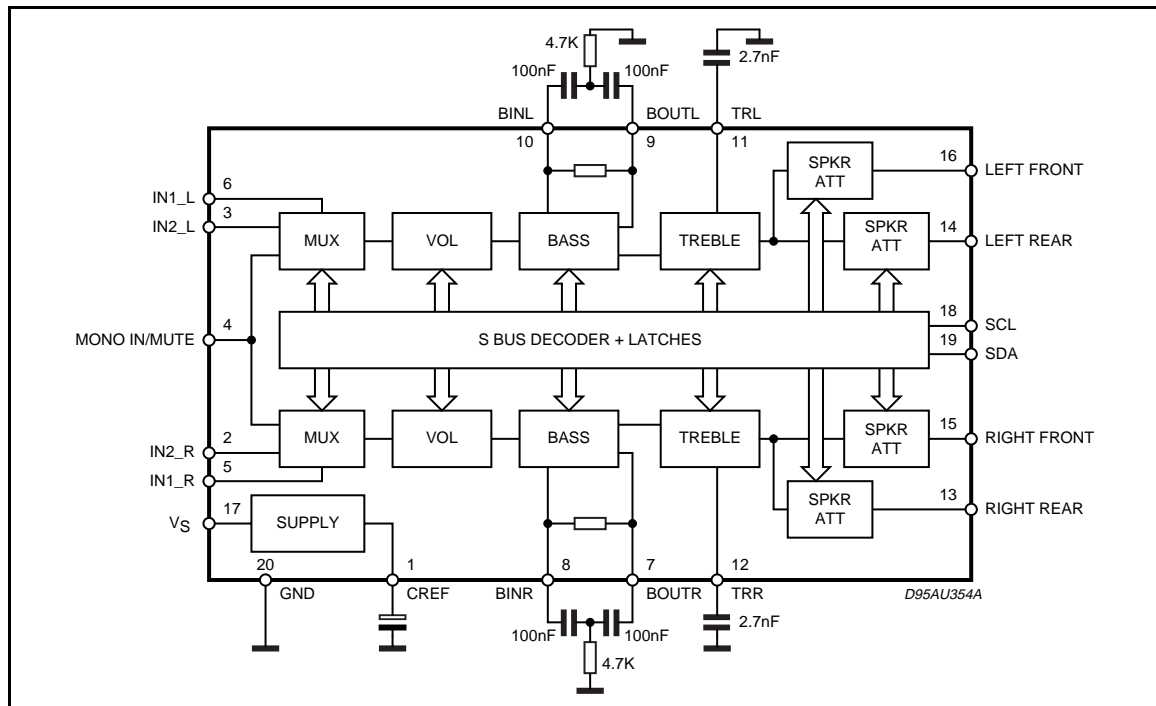 4.7K
2.7nF
100nF 100nF
BINL BOUTL TRL
10 9 11
SPKR ATT
16 LEFT FRONT
6
IN1_L
3
IN2_L
MUX VOL BASS TREBLE
SPKR ATT
14 LEFT REAR
4
MONO IN/MUTE
S BUS DECODER + LATCHES
18 SCL
19 SDA
MUX VOL BASS TREBLE
SPKR ATT
15 RIGHT FRONT
2
IN2_R
5
IN1_R
SPKR ATT
13 RIGHT REAR
17
VS
SUPPLY
20 1 8 7 12
GND CREF BINR BOUTR TRR
D95AU354A
100nF 100nF 2.7nF
4.7K